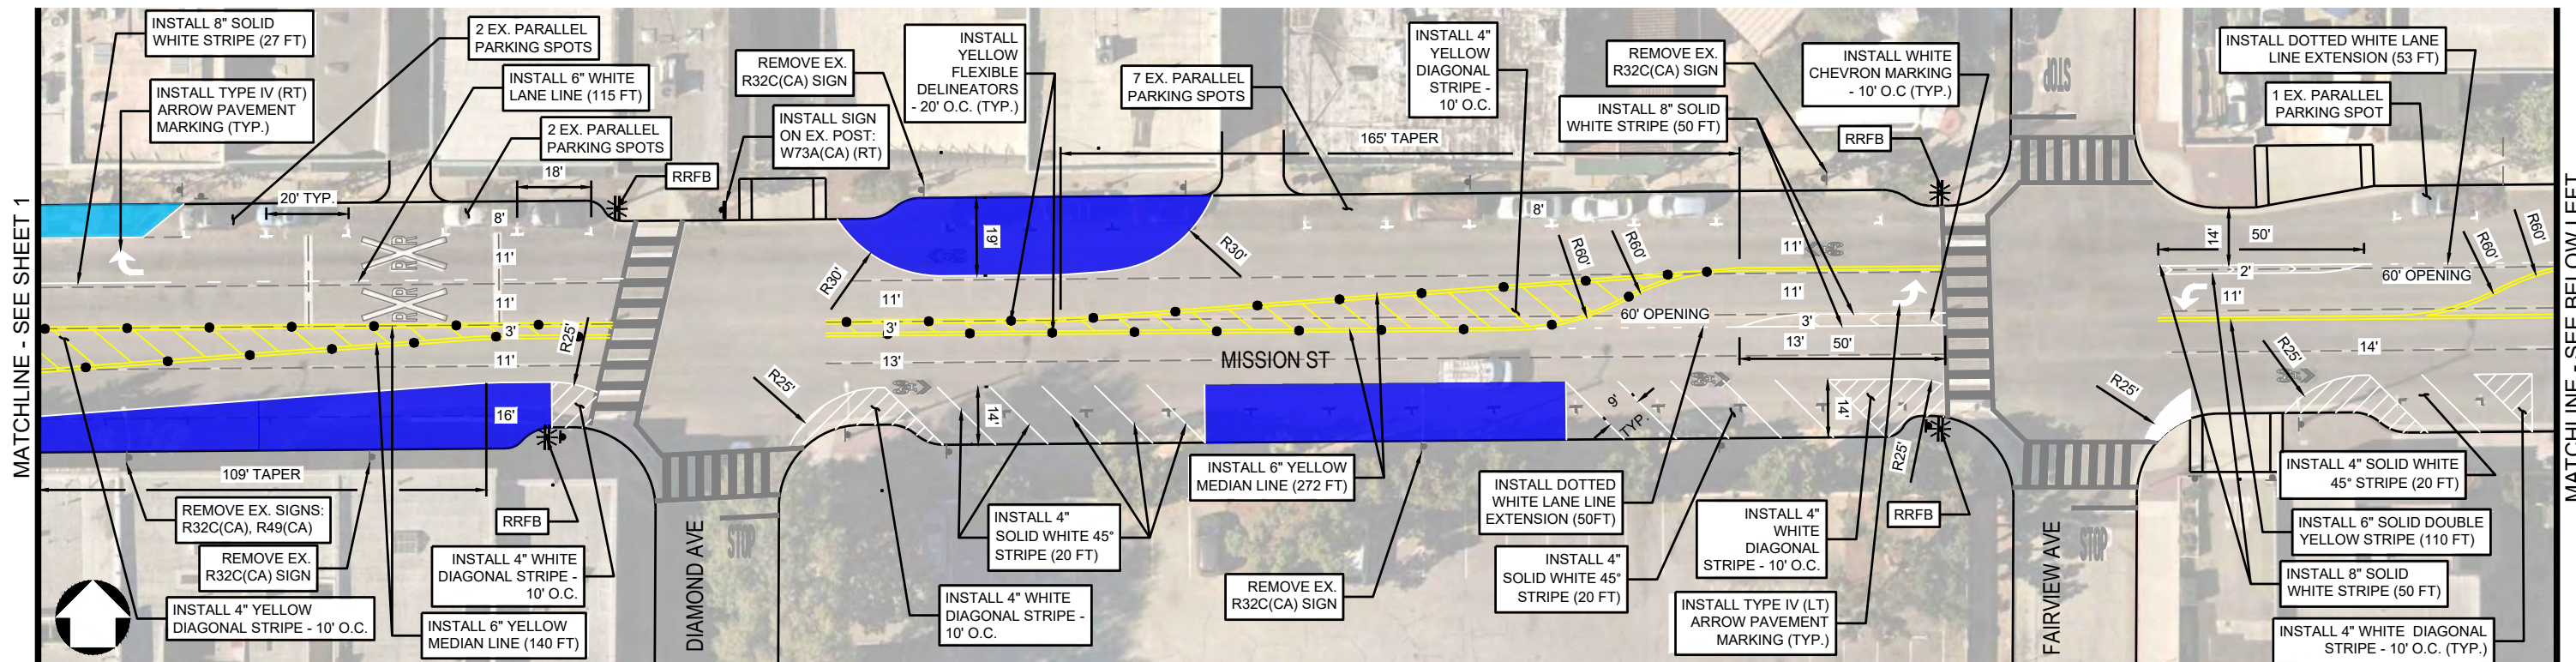 INSTALL 8" SOLID
WHITE STRIPE (27 FT)
2 EX. PARALLEL
PARKING SPOTS
INSTALL TYPE IV (RT)
ARROW PAVEMENT
MARKING (TYP.)
INSTALL 6" WHITE
LANE LINE (115 FT)
2 EX. PARALLEL
PARKING SPOTS
REMOVE EX.
R32C(CA) SIGN
INSTALL SIGN
ON EX. POST:
W73A(CA) (RT)
INSTALL
YELLOW
FLEXIBLE
DELINEATORS
- 20' O.C. (TYP.)
7 EX. PARALLEL
PARKING SPOTS
INSTALL 4"
YELLOW
DIAGONAL
STRIPE -
10' O.C.
REMOVE EX.
R32C(CA) SIGN
INSTALL 8" SOLID
WHITE STRIPE (50 FT)
INSTALL WHITE
CHEVRON MARKING
- 10' O.C (TYP.)
RRFB
INSTALL DOTTED WHITE LANE
LINE EXTENSION (53 FT)
1 EX. PARALLEL
PARKING SPOT
STOP
165' TAPER
RRFB
18'
20' TYP.
8'
11'
11'
3'
11'
16'
R25'
RXR
RXR
R30'
19'
R30'
11'
3'
13'
MISSION ST
R25'
14'
8'
R60'
R60'
11'
11'
60' OPENING
3'
13'
50'
9'
TYP.
14'
R25'
14'
50'
2'
11'
60' OPENING
R60'
R60'
14'
R25'
R25'
MATCHLINE - SEE SHEET 1
MATCHLINE - SEE BELOW LEFT
109' TAPER
REMOVE EX. SIGNS:
R32C(CA), R49(CA)
REMOVE EX.
R32C(CA) SIGN
INSTALL 4" YELLOW
DIAGONAL STRIPE - 10' O.C.
INSTALL 4" WHITE
DIAGONAL STRIPE -
10' O.C.
INSTALL 6" YELLOW
MEDIAN LINE (140 FT)
RRFB
DIAMOND AVE
STOP
INSTALL 4"
SOLID WHITE 45°
STRIPE (20 FT)
INSTALL 4" WHITE
DIAGONAL STRIPE -
10' O.C.
INSTALL 6" YELLOW
MEDIAN LINE (272 FT)
REMOVE EX.
R32C(CA) SIGN
INSTALL DOTTED
WHITE LANE LINE
EXTENSION (50FT)
INSTALL 4"
SOLID WHITE 45°
STRIPE (20 FT)
INSTALL 4"
WHITE
DIAGONAL
STRIPE - 10' O.C.
INSTALL TYPE IV (LT)
ARROW PAVEMENT
MARKING (TYP.)
RRFB
FAIRVIEW AVE
STOP
INSTALL 4" SOLID WHITE
45° STRIPE (20 FT)
INSTALL 6" SOLID DOUBLE
YELLOW STRIPE (110 FT)
INSTALL 8" SOLID
WHITE STRIPE (50 FT)
INSTALL 4" WHITE DIAGONAL
STRIPE - 10' O.C. (TYP.)